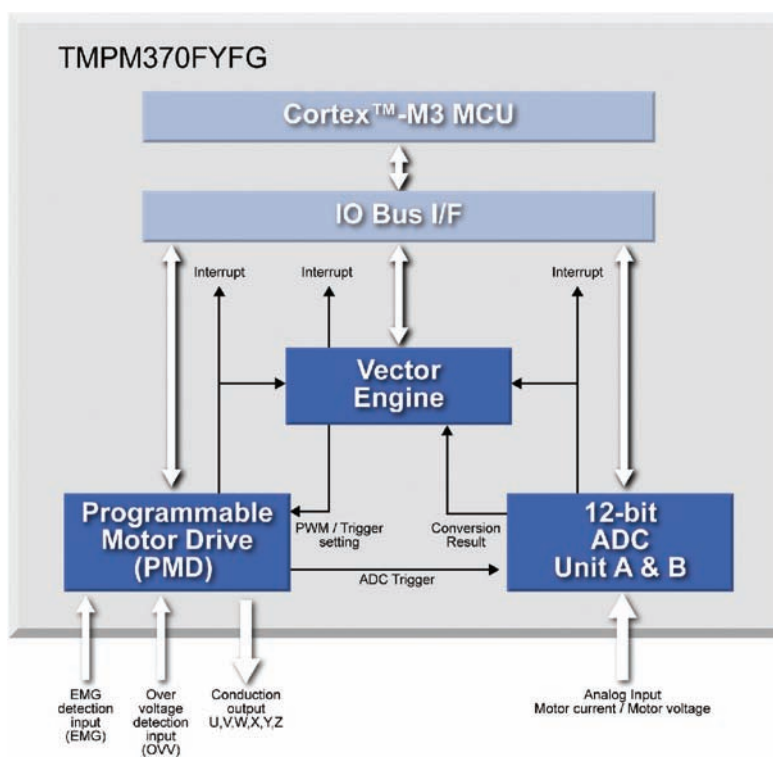 TMPM370FYFG
Cortex™-M3 MCU
IO Bus I/F
Interrupt
Interrupt
Interrupt
Vector
Engine
Programmable
Motor Drive
(PMD)
PWM / Trigger
setting
Conversion
Result
12-bit
ADC
Unit A & B
ADC Trigger
EMG
detection
input
(EMG)
Over
voltage
detection
input
(OVV)
Conduction
output
U,V,W,X,Y,Z
Analog Input
Motor current / Motor voltage